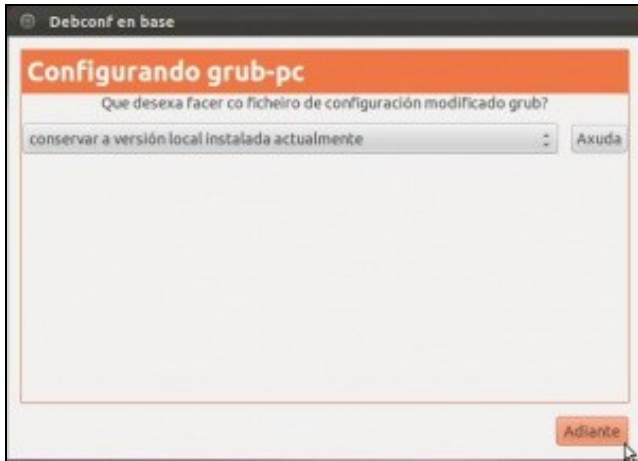 Debconf en base
Configurando grub-pc
Que desexa facer co ficheiro de configuración modificado grub?
conservar a versión local instalada actualmente
Axuda
Adiante